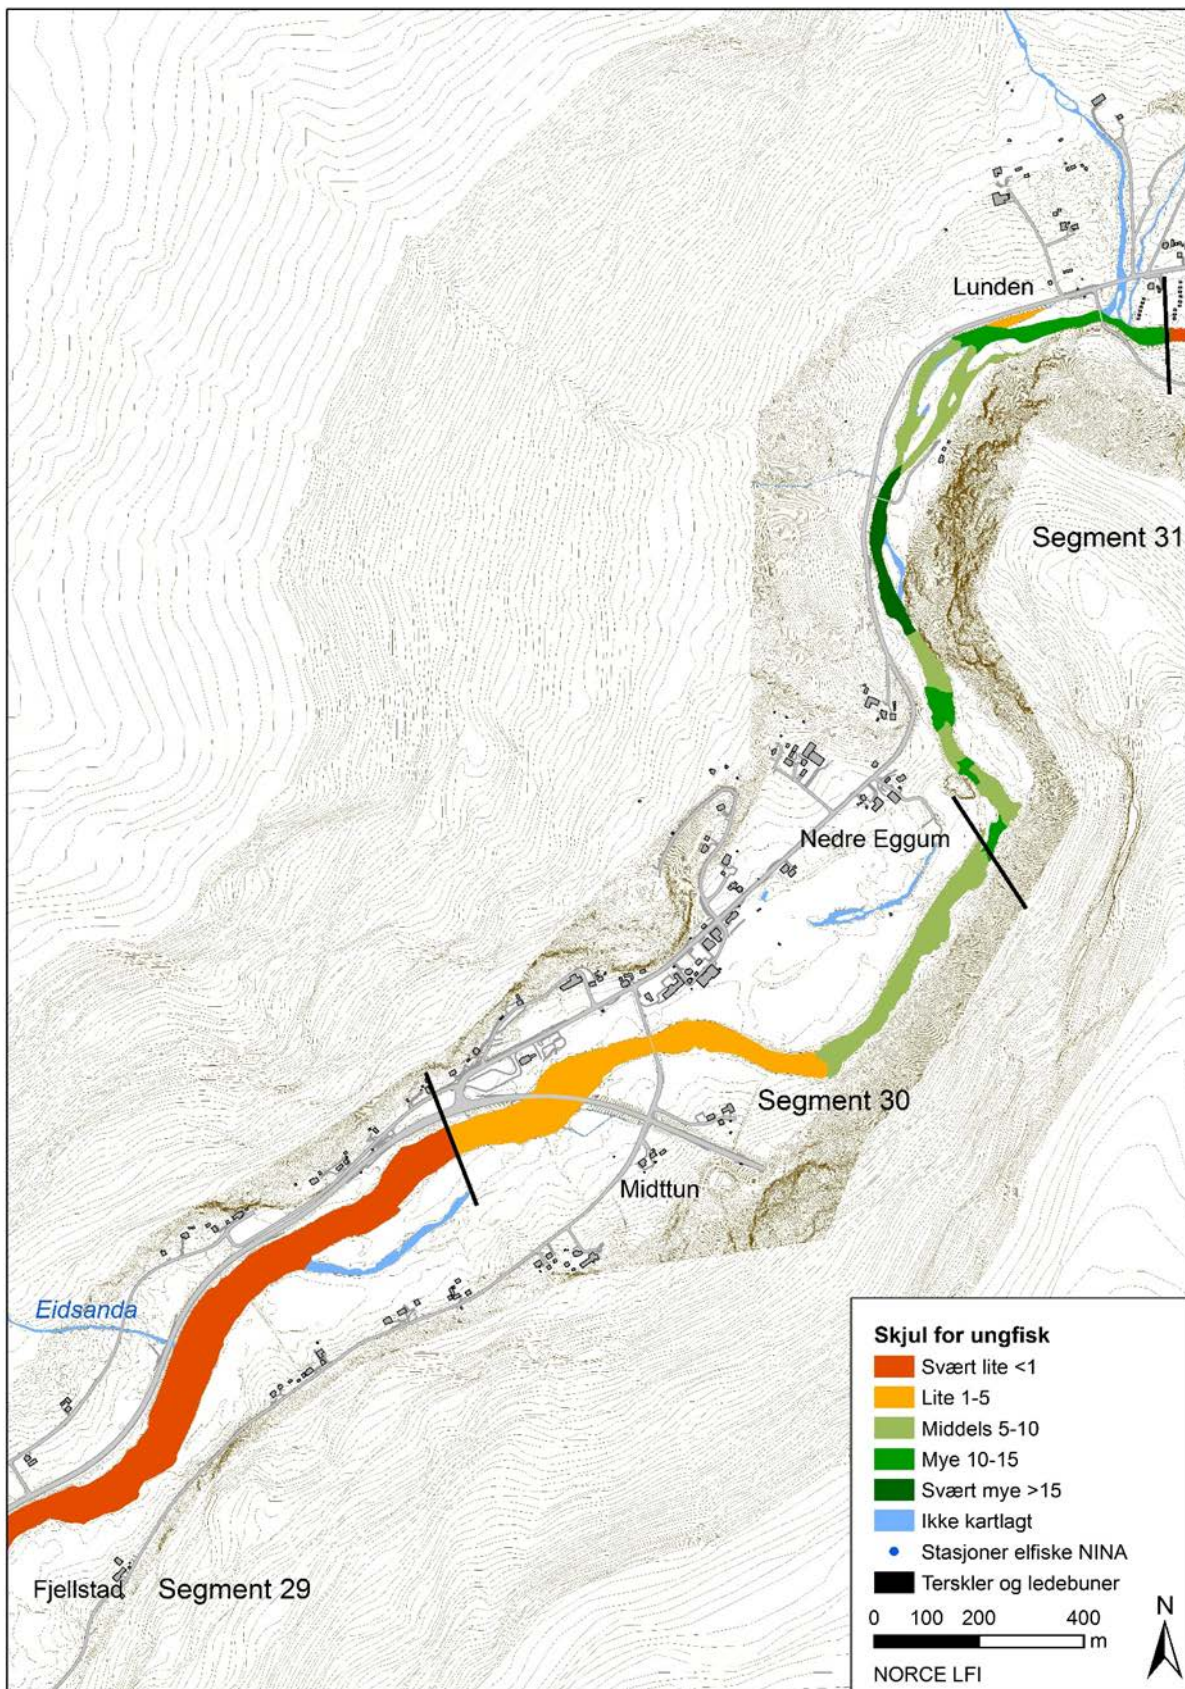 Lunden
Segment 31
Nedre Eggum
Segment 30
Midttun
Eidsanda
Fjellstad
Segment 29
Skjul for ungfisk
Svært lite <1
Lite 1-5
Middels 5-10
Mye 10-15
Svært mye >15
Ikke kartlagt
Stasjoner elfiske NINA
Terskler og ledebuner
0 100 200 400
m
N
NORCE LFI